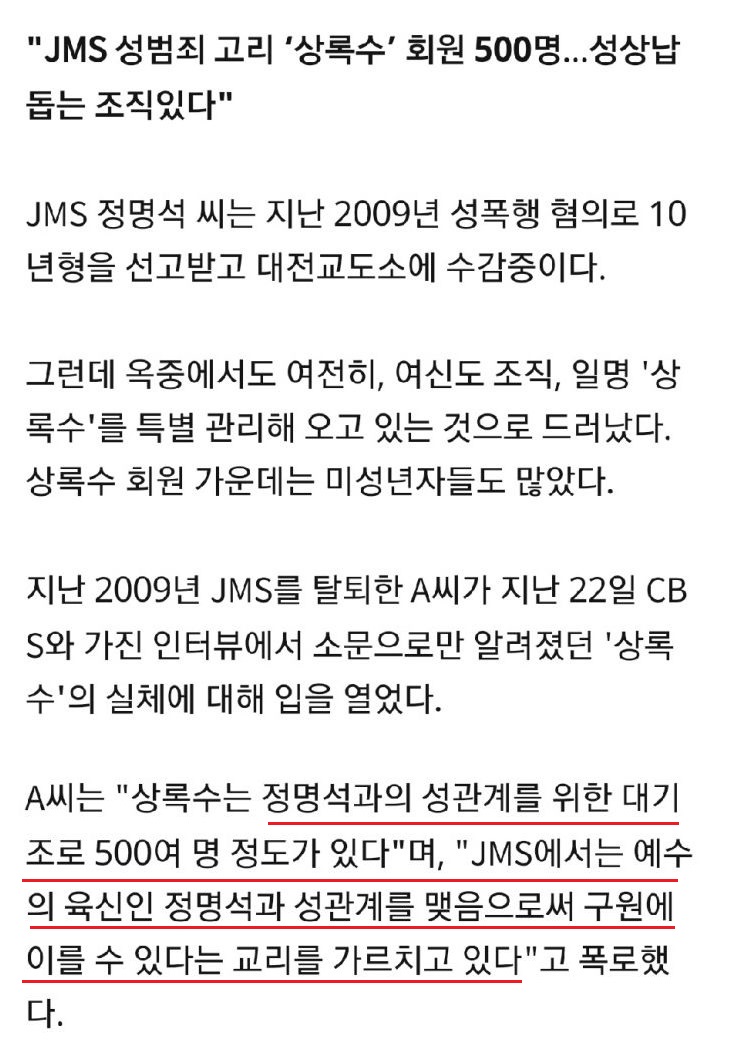 "JMS 성범죄 고리 ‘상록수’ 회원 500명...성상납
돕는 조직있다"
JMS 정명석 씨는 지난 2009년 성폭행 혐의로 10
년형을 선고받고 대전교도소에 수감중이다.
그런데 옥중에서도 여전히, 여신도 조직, 일명 '상
록수'를 특별 관리해 오고 있는 것으로 드러났다.
상록수 회원 가운데는 미성년자들도 많았다.
지난 2009년 JMS를 탈퇴한 A씨가 지난 22일 CB
S와 가진 인터뷰에서 소문으로만 알려졌던 '상록
수'의 실체에 대해 입을 열었다.
A씨는 "상록수는 정명석과의 성관계를 위한 대기
조로 500여 명 정도가 있다"며, "JMS에서는 예수
의 육신인 정명석과 성관계를 맺음으로써 구원에
이를 수 있다는 교리를 가르치고 있다"고 폭로했
다.